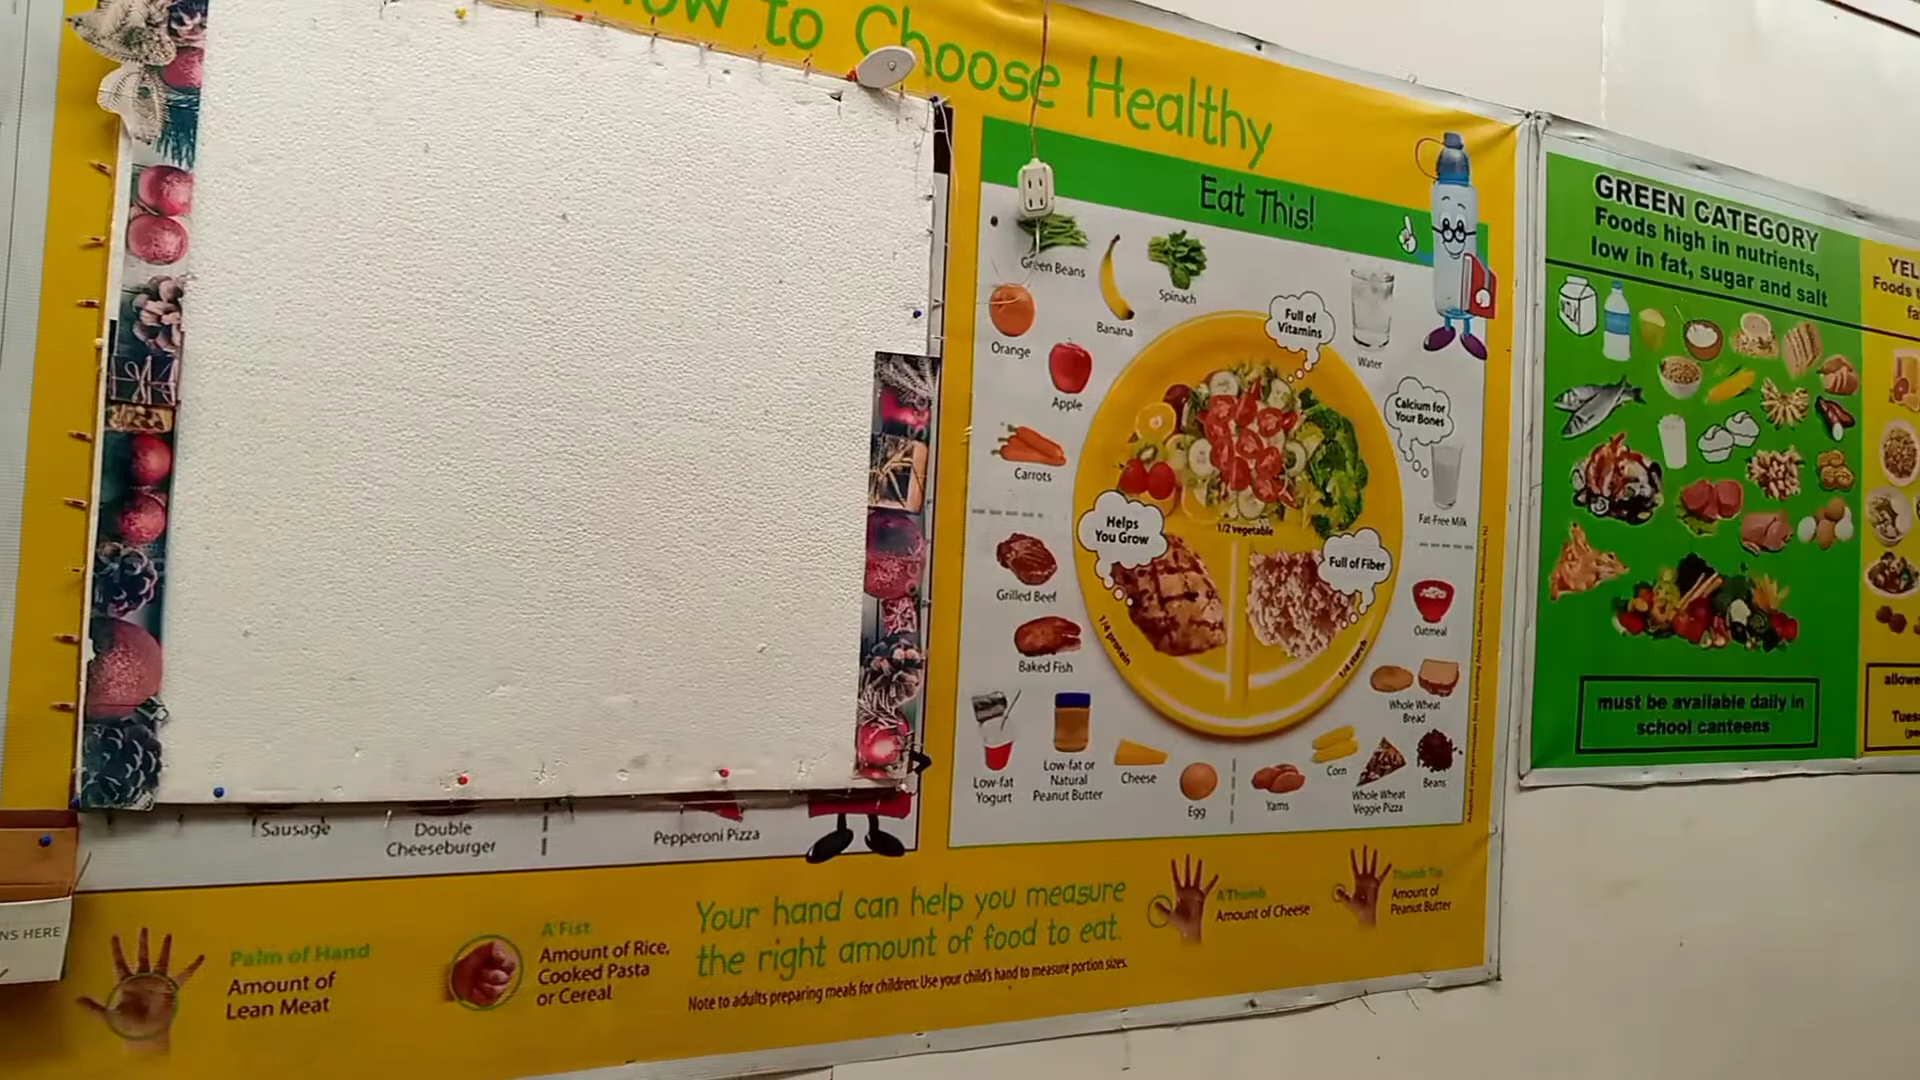 How to Choose Healthy
Eat This!
Green Beans
Banana
Spinach
Orange
Apple
Carrots
Full of
Vitamins
Water
Calcium for
Your Bones
Fat-Free Milk
1/2 vegetable
Helps
You Grow
Full of Fiber
1/4 protein
1/4 starch
Grilled Beef
Baked Fish
Oatmeal
Whole Wheat
Bread
Low-fat
Yogurt
Low-fat or
Natural
Peanut Butter
Cheese
Egg
Yams
Corn
Whole Wheat
Veggie Pizza
Beans
Sausage
Double
Cheeseburger
Pepperoni Pizza
Palm of Hand
Amount of
Lean Meat
A Fist
Amount of Rice,
Cooked Pasta
or Cereal
Your hand can help you measure
the right amount of food to eat.
Note to adults preparing meals for children: Use your child's hand to measure portion sizes.
A Thumb
Amount of Cheese
Thumb Tip
Amount of
Peanut Butter
NS HERE
GREEN CATEGORY
Foods high in nutrients,
low in fat, sugar and salt
MILK
must be available daily in
school canteens
YEL
Foods
fa
allowe
Tues